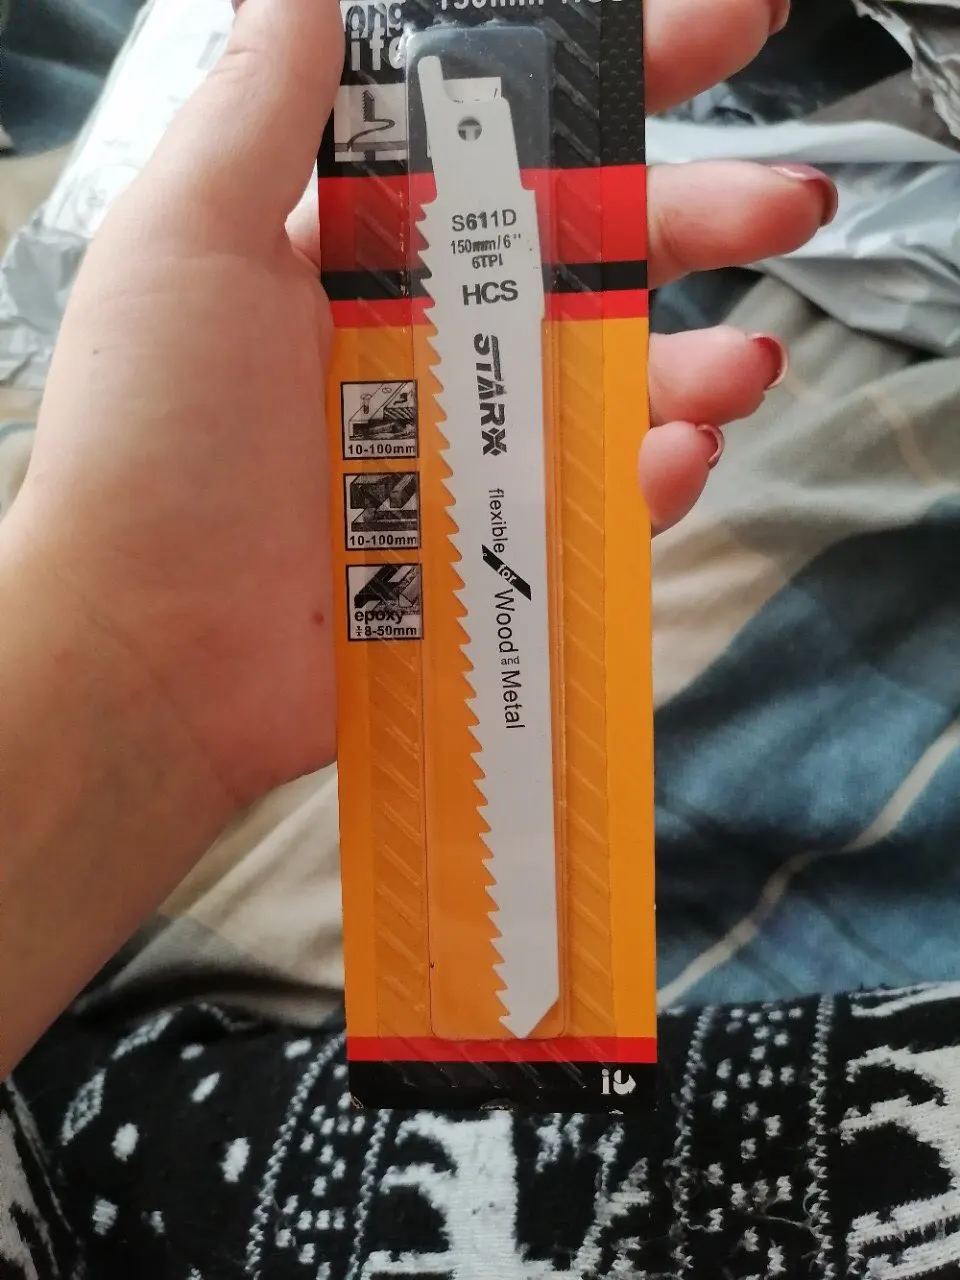 S611D
150mm/6"
6TPI
HCS
STARX
flexible for Wood and Metal
10-100mm
10-100mm
epoxy
8-50mm